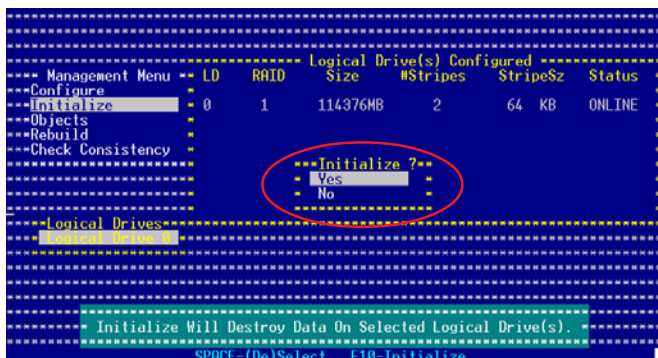 Logical Drive(s) Configured
Management Menu LD RAID Size #Stripes StripeSz Status
Configure
Initialize 0 1 114376MB 2 64 KB ONLINE
Objects
Rebuild
Check Consistency
Initialize ?
Yes
No
Logical Drives
Logical Drive 0
Initialize Will Destroy Data On Selected Logical Drive(s).
SPACE-(De)Select F10-Initialize